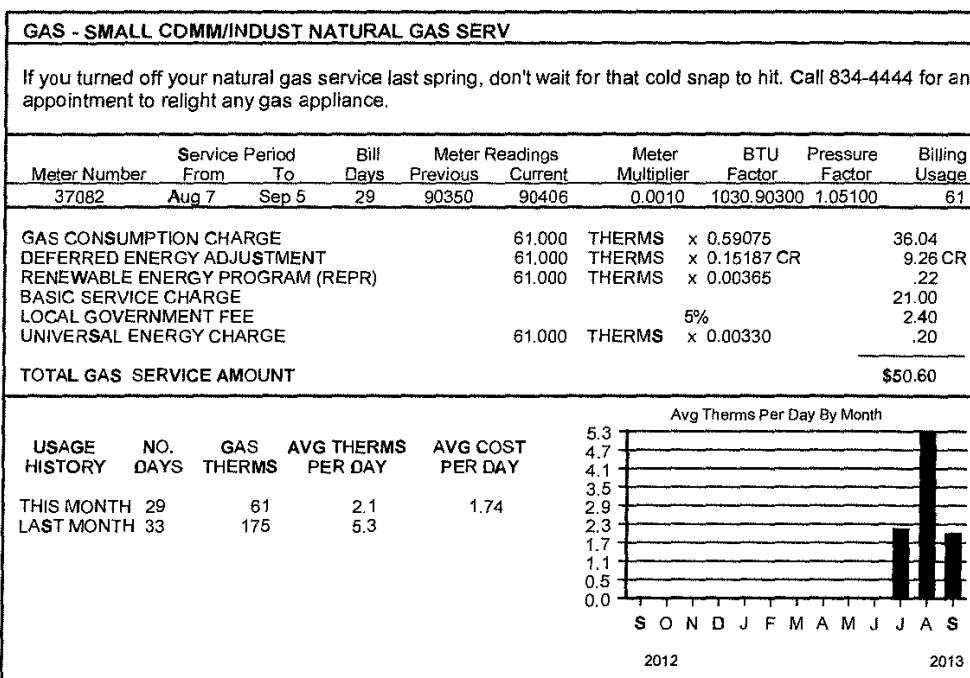 GAS - SMALL COMM/INDUST NATURAL GAS SERV
If you turned off your natural gas service last spring, don't wait for that cold snap to hit. Call 834-4444 for an
appointment to relight any gas appliance.
Service Period Bill Meter Readings Meter BTU Pressure Billing
Meter Number From To Days Previous Current Multiplier Factor Factor Usage
37082 Aug 7 Sep 5 29 90350 90406 0.0010 1030.90300 1.05100 61
GAS CONSUMPTION CHARGE 61.000 THERMS x 0.59075 36.04
DEFERRED ENERGY ADJUSTMENT 61.000 THERMS x 0.15187 CR 9.26 CR
RENEWABLE ENERGY PROGRAM (REPR) 61.000 THERMS x 0.00365 .22
BASIC SERVICE CHARGE 21.00
LOCAL GOVERNMENT FEE 5% 2.40
UNIVERSAL ENERGY CHARGE 61.000 THERMS x 0.00330 .20
TOTAL GAS SERVICE AMOUNT $50.60
USAGE NO. GAS AVG THERMS AVG COST
HISTORY DAYS THERMS PER DAY PER DAY
THIS MONTH 29 61 2.1 1.74
LAST MONTH 33 175 5.3
Avg Therms Per Day By Month
5.3
4.7
4.1
3.5
2.9
2.3
1.7
1.1
0.5
0.0
S O N D J F M A M J J A S
2012 2013